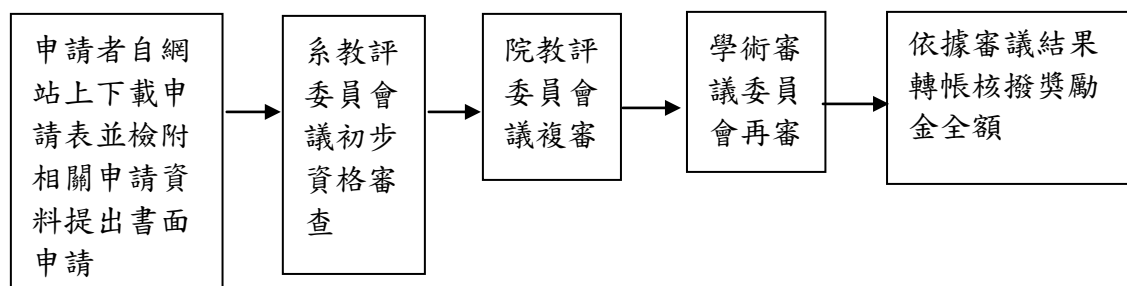 申請者自網
站上下載申
請表並檢附
相關申請資
料提出書面
申請
系教評
委員會
議初步
資格審
查
院教評
委員會
議複審
學術審
議委員
會再審
依據審議結果
轉帳核撥獎勵
金全額